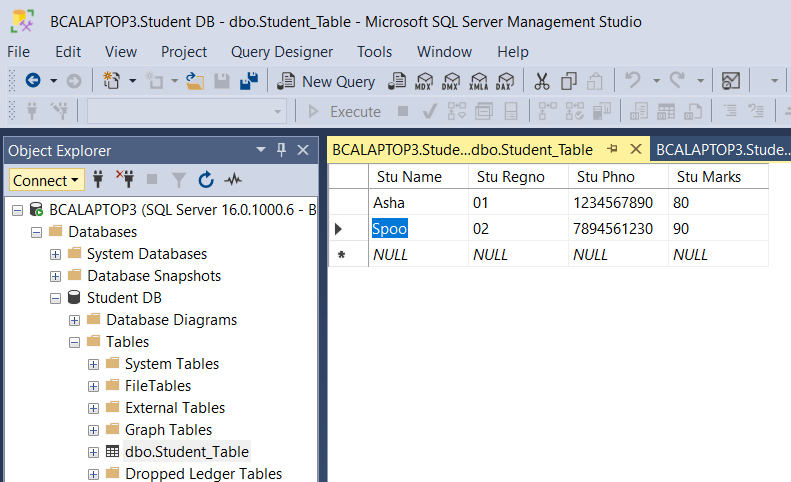 BCALAPTOP3.Student DB - dbo.Student_Table - Microsoft SQL Server Management Studio
File Edit View Project Query Designer Tools Window Help
New Query MDX DMX XMLA DAX
Execute
Object Explorer
Connect
BCALAPTOP3 (SQL Server 16.0.1000.6 - B
Databases
System Databases
Database Snapshots
Student DB
Database Diagrams
Tables
System Tables
FileTables
External Tables
Graph Tables
dbo.Student_Table
Dropped Ledger Tables
BCALAPTOP3.Stude...dbo.Student_Table BCALAPTOP3.Stude..
Stu Name Stu Regno Stu Phno Stu Marks
Asha 01 1234567890 80
Spoo 02 7894561230 90
* NULL NULL NULL NULL